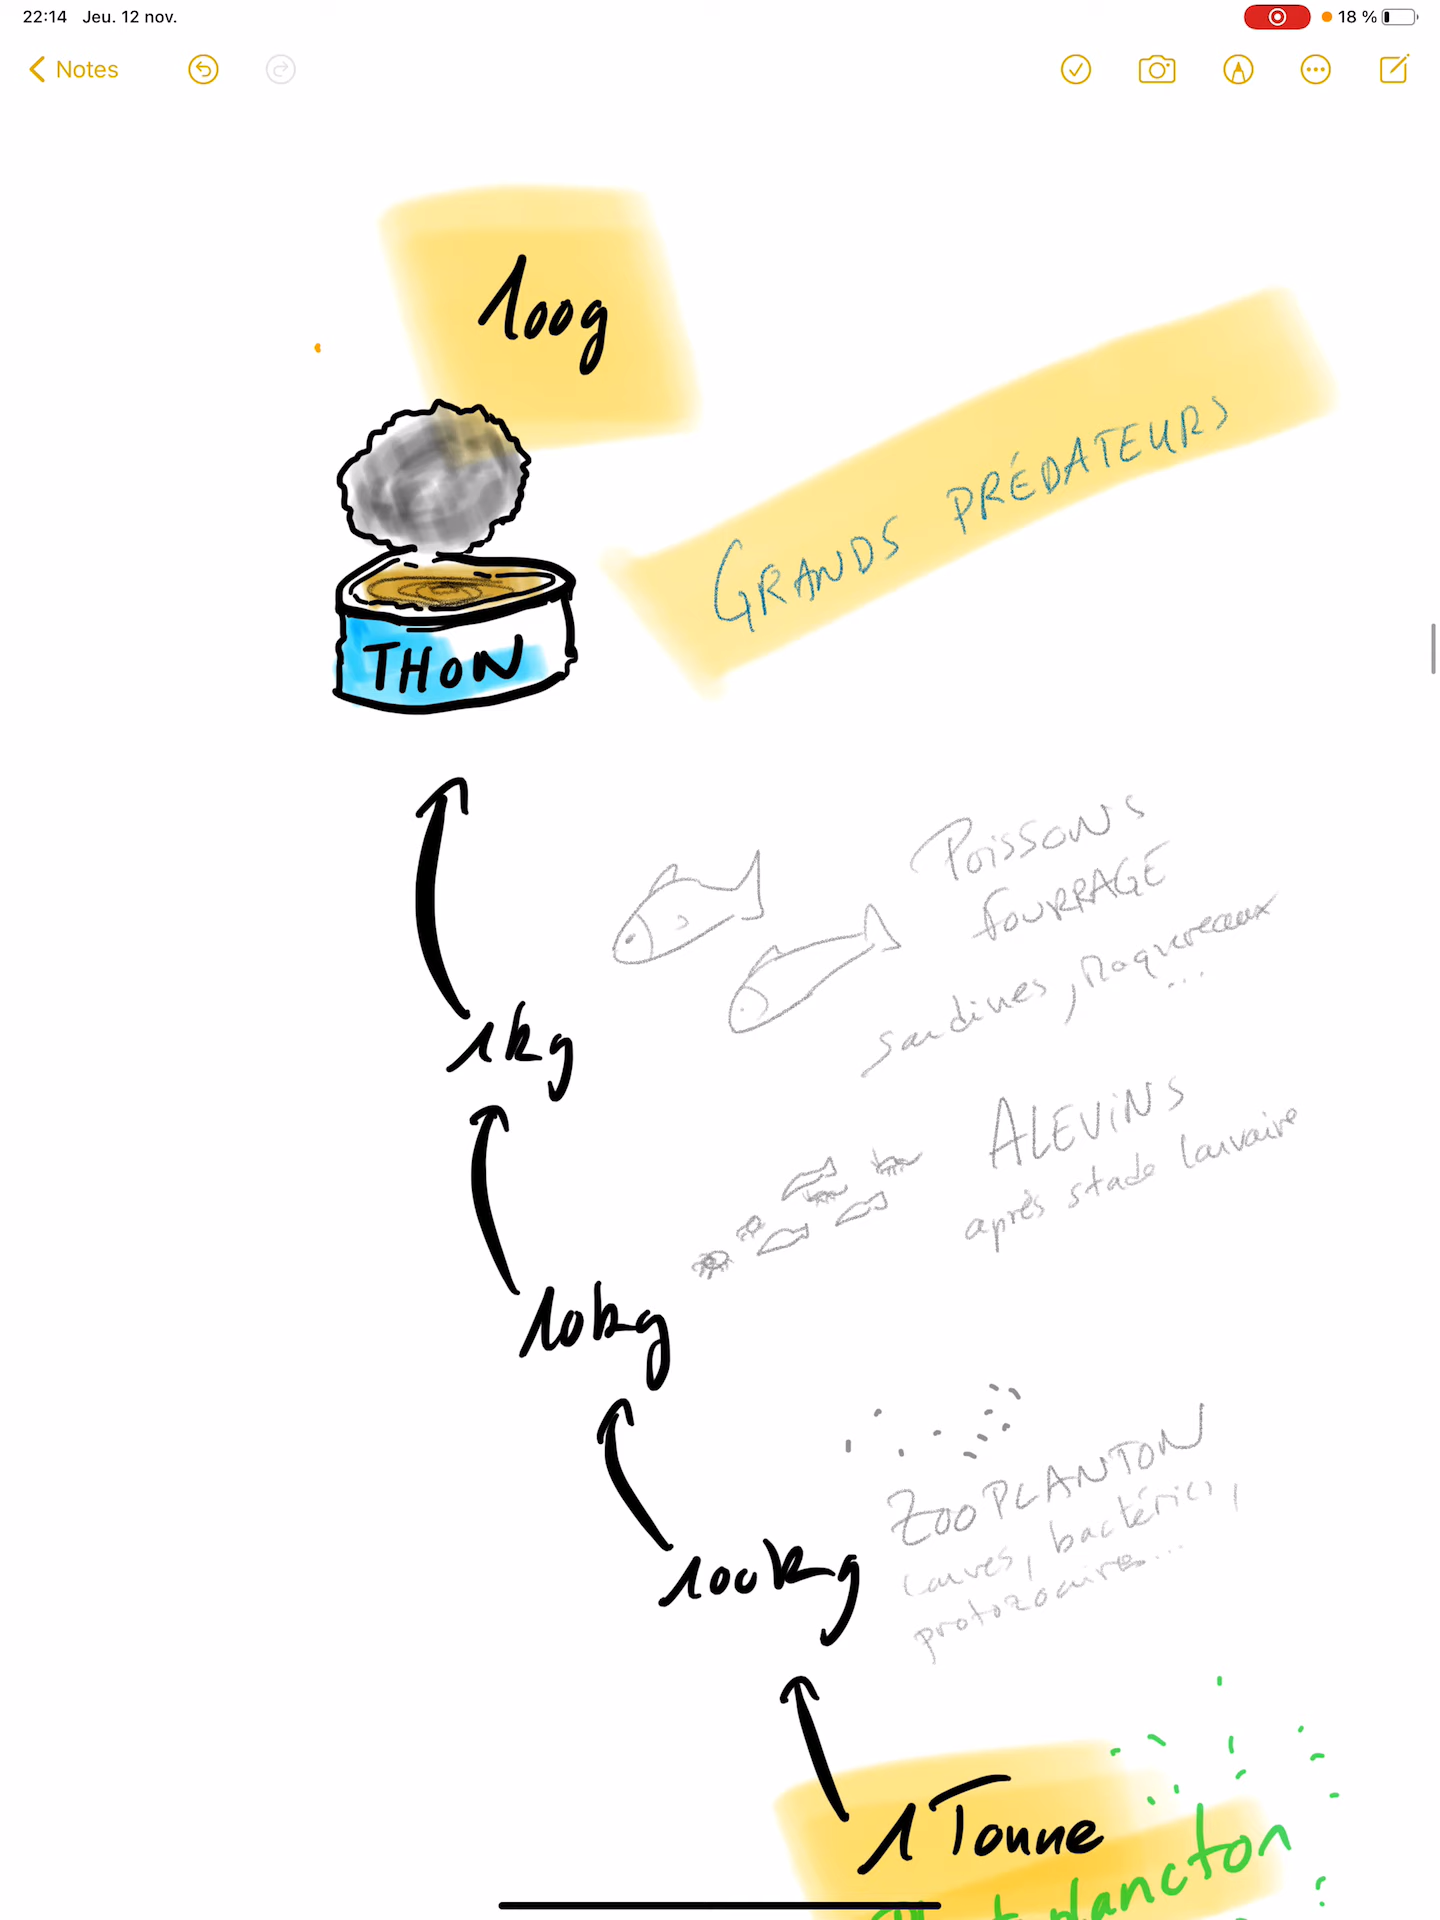 22:14 Jeu. 12 nov.
18 %
Notes
100g
GRANDS PRÉDATEURS
THON
POISSONS
FOURRAGE
sardines, Maquereaux
...
1kg
ALEVINS
après stade larvaire
10kg
ZOOPLANTON
larves, bactéries,
protozoaires...
100kg
1 Tonne